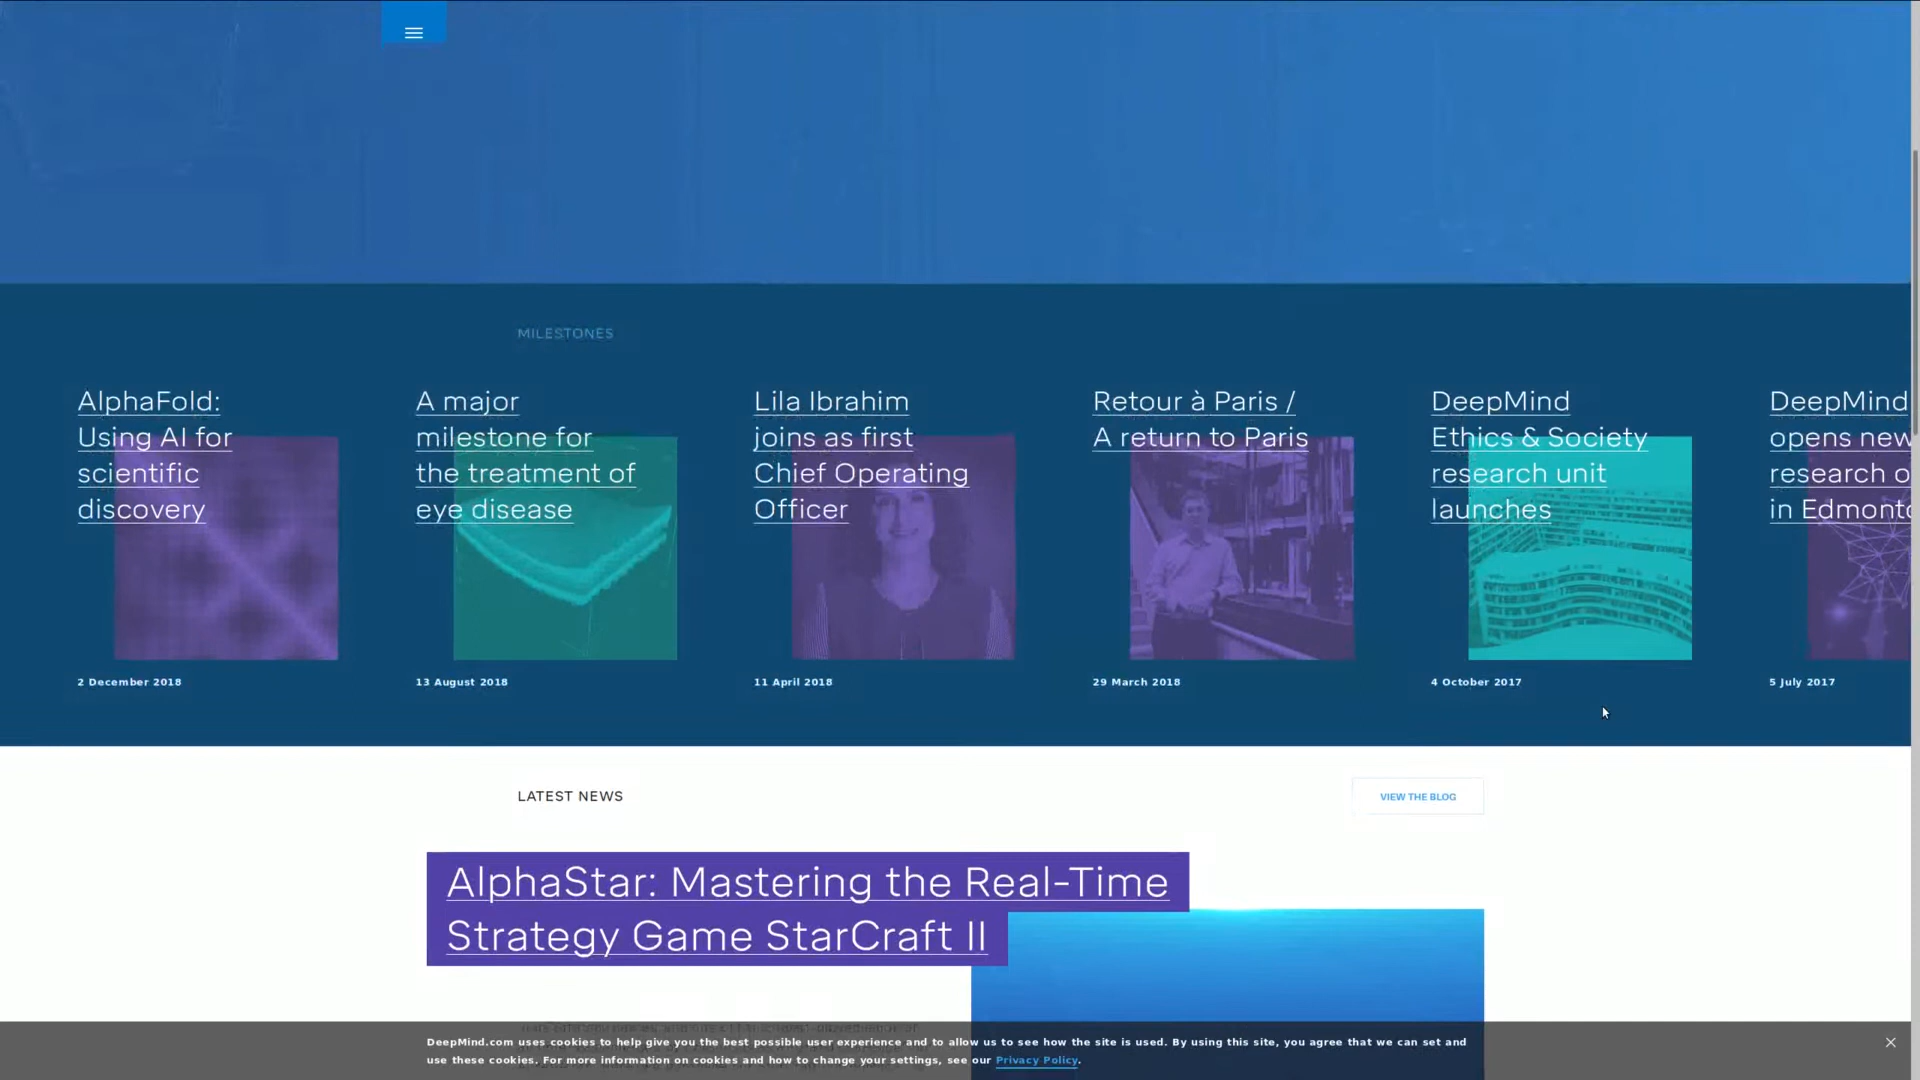 MILESTONES
AlphaFold:
Using AI for
scientific
discovery
2 December 2018
A major
milestone for
the treatment of
eye disease
13 August 2018
Lila Ibrahim
joins as first
Chief Operating
Officer
11 April 2018
Retour à Paris /
A return to Paris
29 March 2018
DeepMind
Ethics & Society
research unit
launches
4 October 2017
DeepMind
opens new
research
in
5 July 2017
LATEST NEWS
VIEW THE BLOG
AlphaStar: Mastering the Real-Time
Strategy Game StarCraft II
DeepMind.com uses cookies to help give you the best possible user experience and to allow us to see how the site is used. By using this site, you agree that we can set and
use these cookies. For more information on cookies and how to change your settings, see our Privacy Policy.